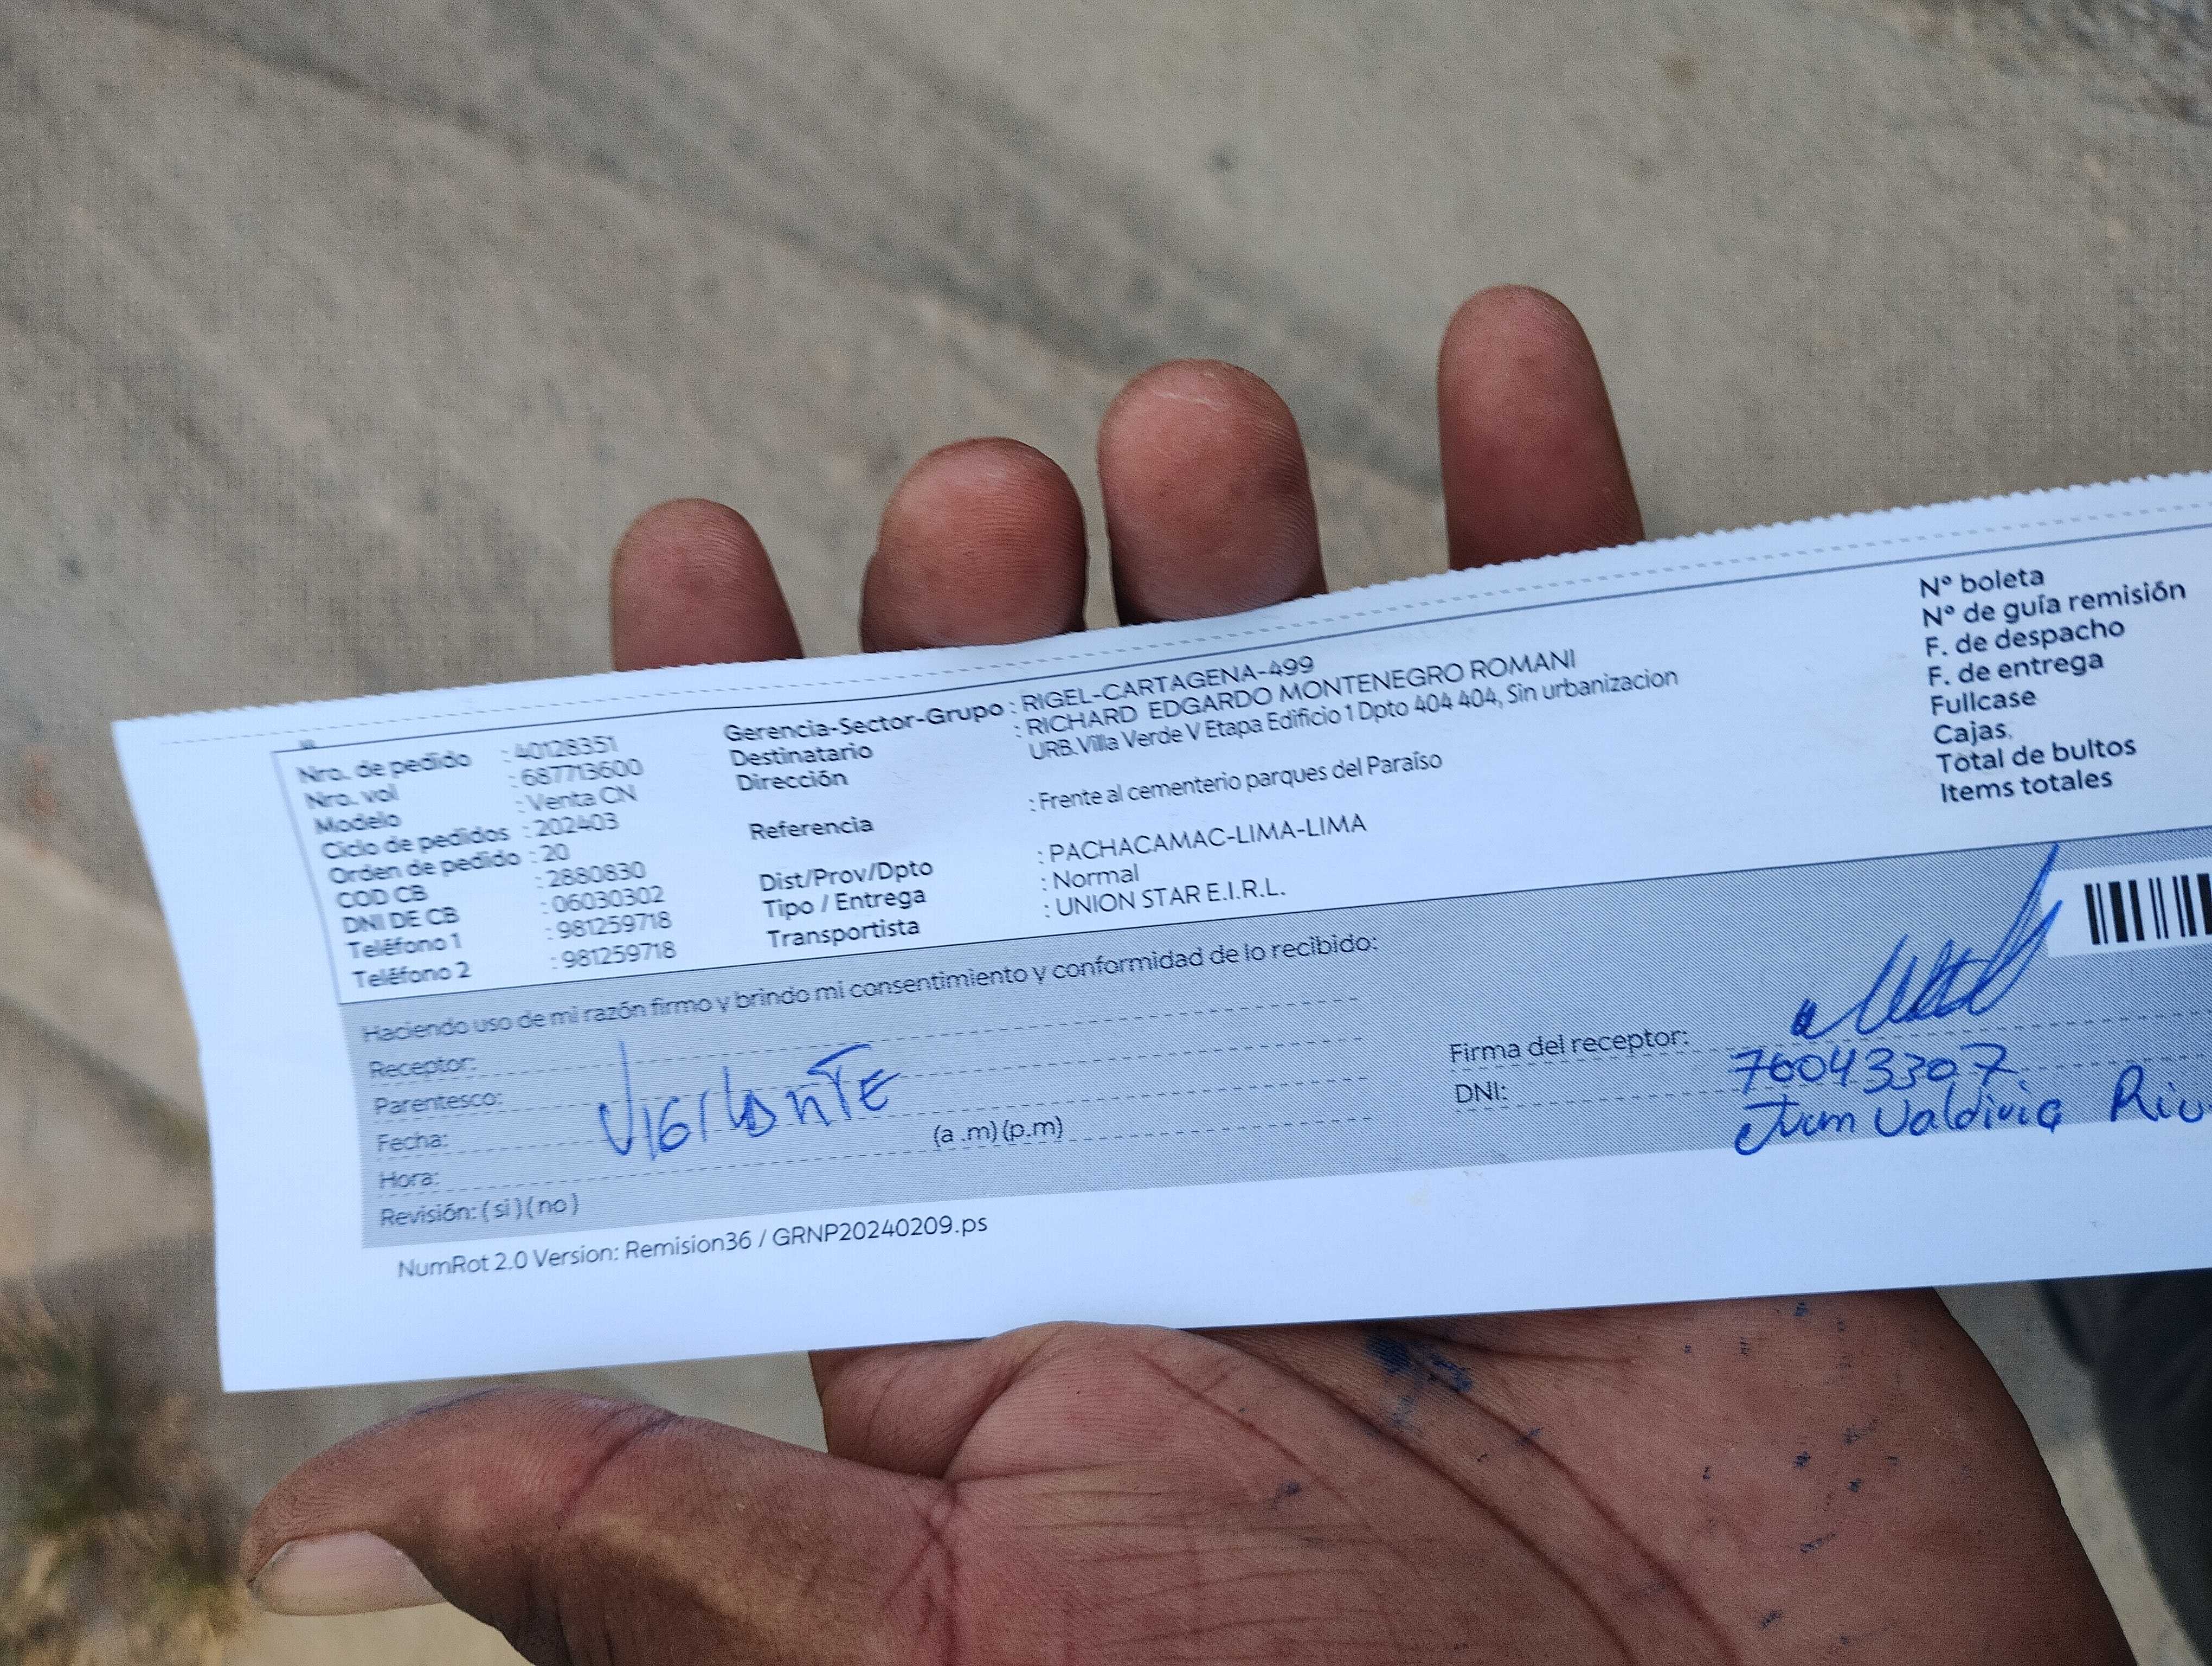 Nro. de pedido : 40128351
Nro. vol : 687713600
Modelo : Venta CN
Ciclo de pedidos : 202403
Orden de pedido : 20
COD CB : 2880830
DNI DE CB : 06030302
Teléfono 1 : 981259718
Teléfono 2 : 981259718
Gerencia-Sector-Grupo : RIGEL-CARTAGENA-499
Destinatario : RICHARD EDGARDO MONTENEGRO ROMANI
Dirección URB.Villa Verde V Etapa Edificio 1 Dpto 404 404, Sin urbanizacion
Referencia : Frente al cementerio parques del Paraíso
Dist/Prov/Dpto : PACHACAMAC-LIMA-LIMA
Tipo / Entrega : Normal
Transportista : UNION STAR E.I.R.L.
N° boleta
N° de guía remisión
F. de despacho
F. de entrega
Fullcase
Cajas.
Total de bultos
Items totales
Haciendo uso de mi razón firmo y brindo mi consentimiento y conformidad de lo recibido:
Receptor:
Parentesco:
VIGILanTE
Fecha:
Hora: (a .m) (p.m)
Revisión: ( si ) ( no )
Firma del receptor:
DNI: 76043307
Juan Valdivia
NumRot 2.0 Version: Remision36 / GRNP20240209.ps